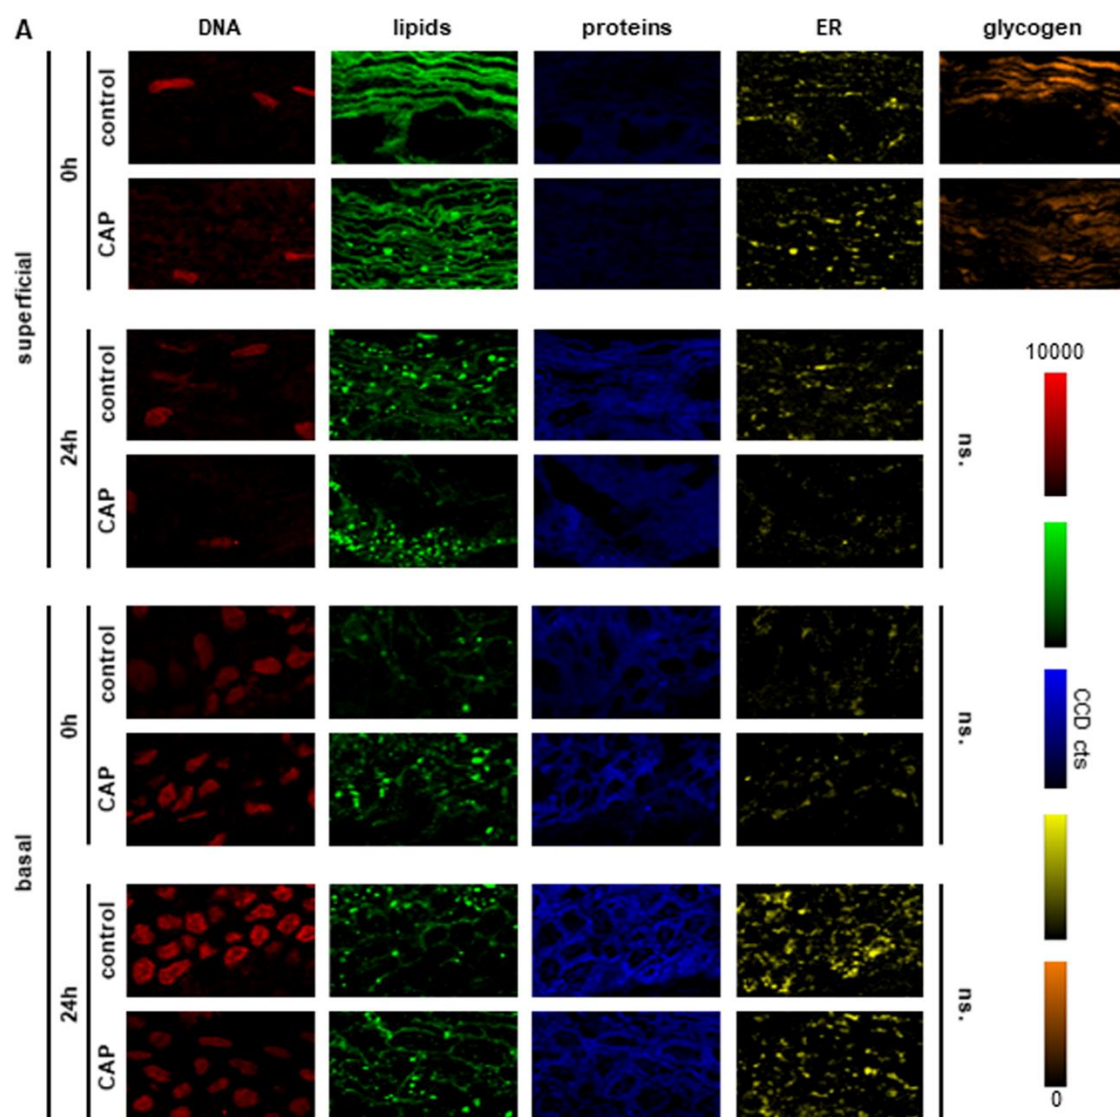 A
DNA lipids proteins ER glycogen
superficial
0h
control
CAP
24h
control
CAP
ns.
basal
0h
control
CAP
ns.
24h
control
CAP
ns.
10000
CCD cts
0